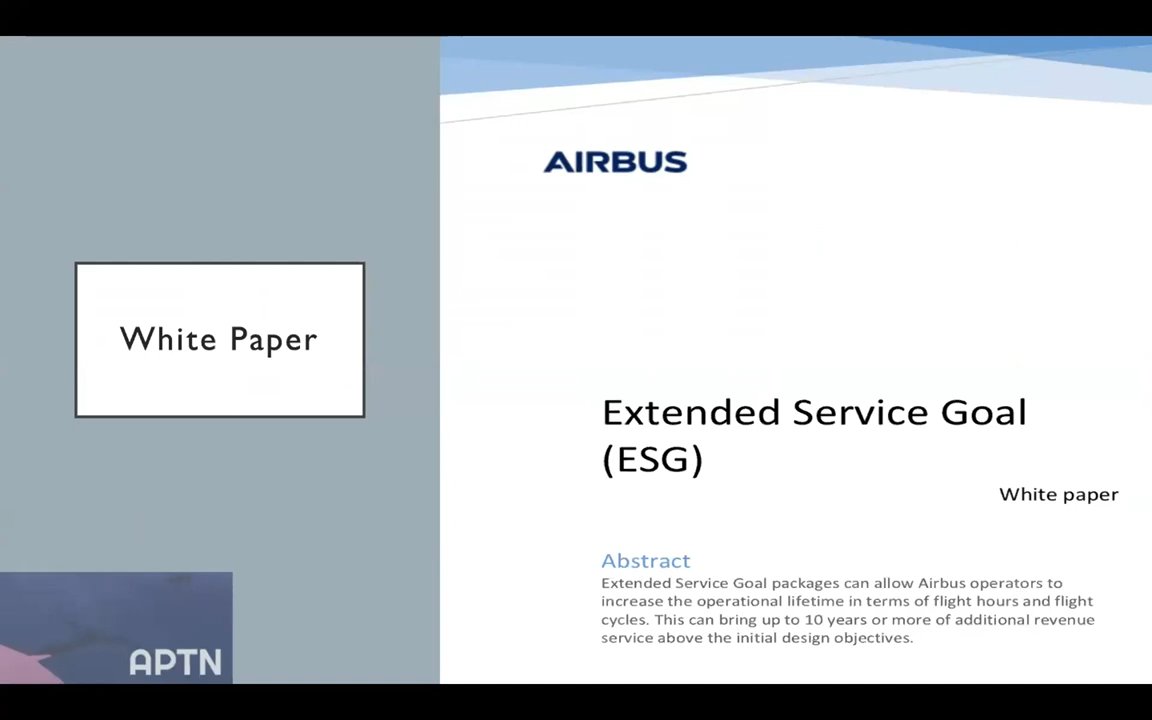 White Paper
AIRBUS
Extended Service Goal
(ESG)
White paper
Abstract
Extended Service Goal packages can allow Airbus operators to
increase the operational lifetime in terms of flight hours and flight
cycles. This can bring up to 10 years or more of additional revenue
service above the initial design objectives.
APTN